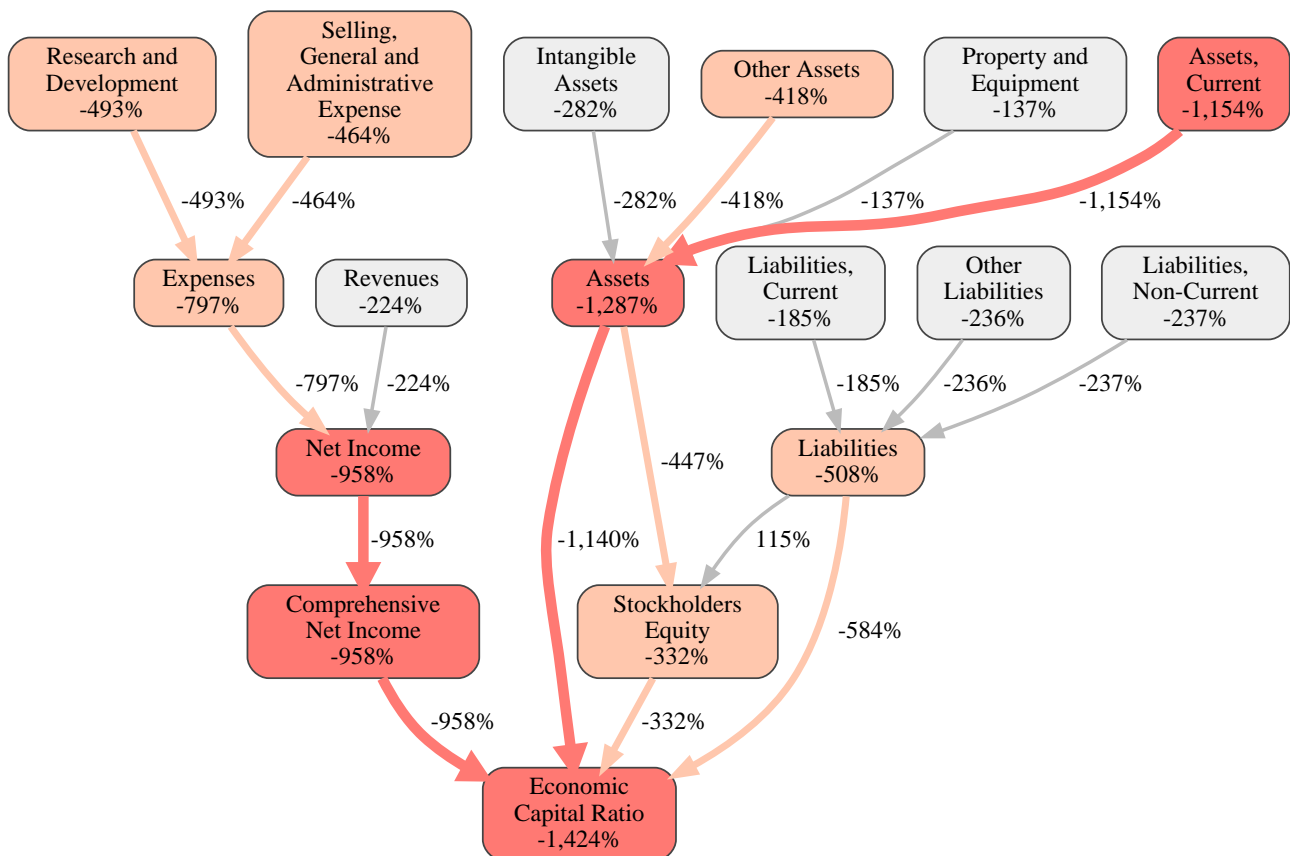 Research and
Development
-493%
Selling,
General and
Administrative
Expense
-464%
Intangible
Assets
-282%
Other Assets
-418%
Property and
Equipment
-137%
Assets,
Current
-1,154%
-493%
-464%
-282%
-418%
-137%
-1,154%
Expenses
-797%
Revenues
-224%
Assets
-1,287%
Liabilities,
Current
-185%
Other
Liabilities
-236%
Liabilities,
Non-Current
-237%
-797%
-224%
-185%
-236%
-237%
Net Income
-958%
-447%
Liabilities
-508%
-958%
-1,140%
115%
Comprehensive
Net Income
-958%
Stockholders
Equity
-332%
-584%
-958%
-332%
Economic
Capital Ratio
-1,424%